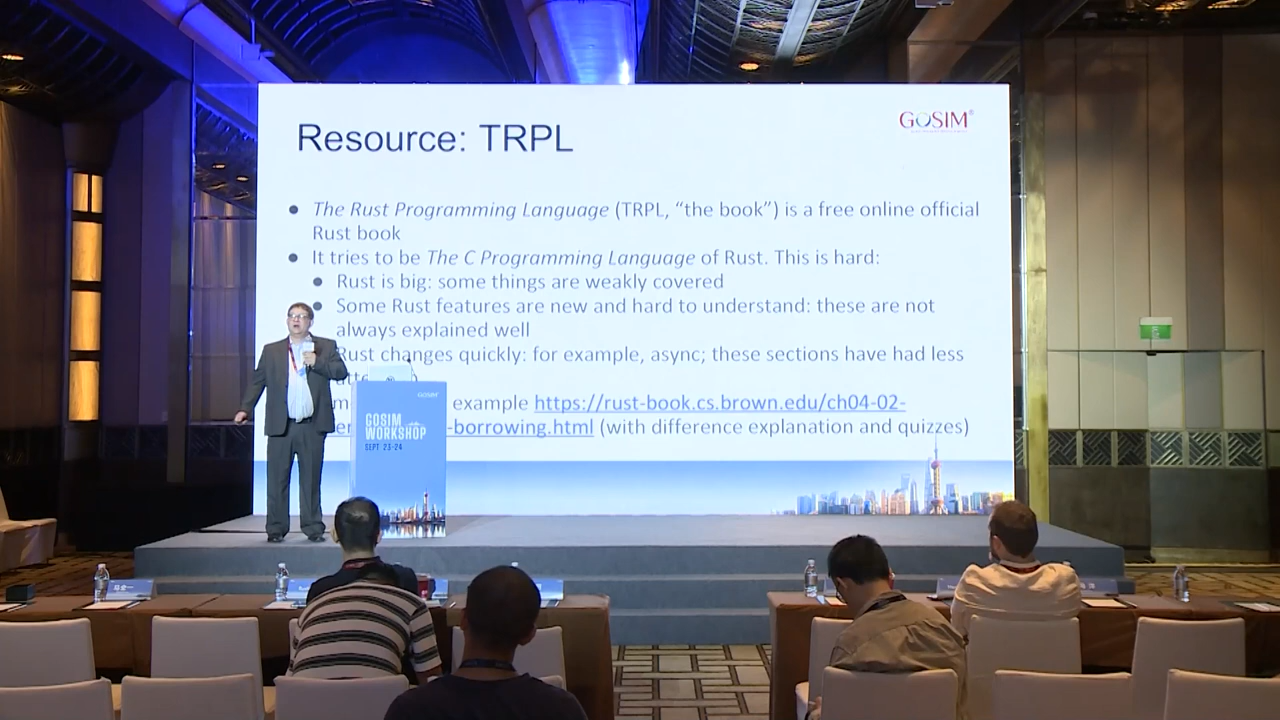 GOSIM
Resource: TRPL
The Rust Programming Language (TRPL, “the book”) is a free online official
Rust book
It tries to be The C Programming Language of Rust. This is hard:
Rust is big: some things are weakly covered
Some Rust features are new and hard to understand: these are not
always explained well
Rust changes quickly: for example, async; these sections have had less
example https://rust-book.cs.brown.edu/ch04-02-
-borrowing.html (with difference explanation and quizzes)
GOSIM
GOSIM
WORKSHOP
SEPT 23-24